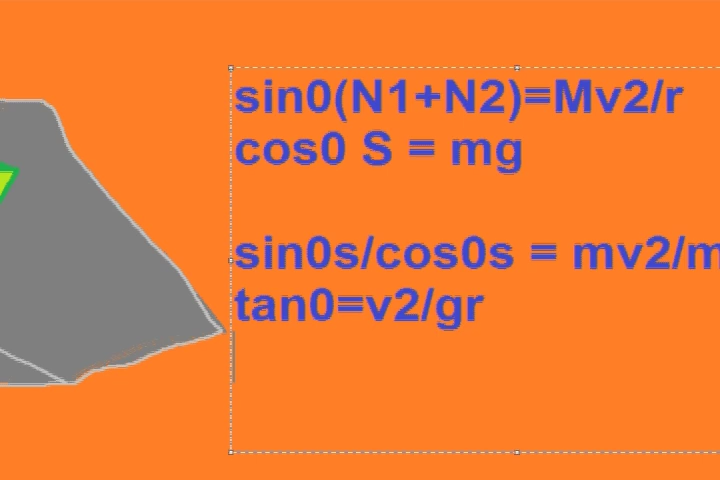 sin0(N1+N2)=Mv2/r
cos0 S = mg
sin0s/cos0s = mv2/m
tan0=v2/gr